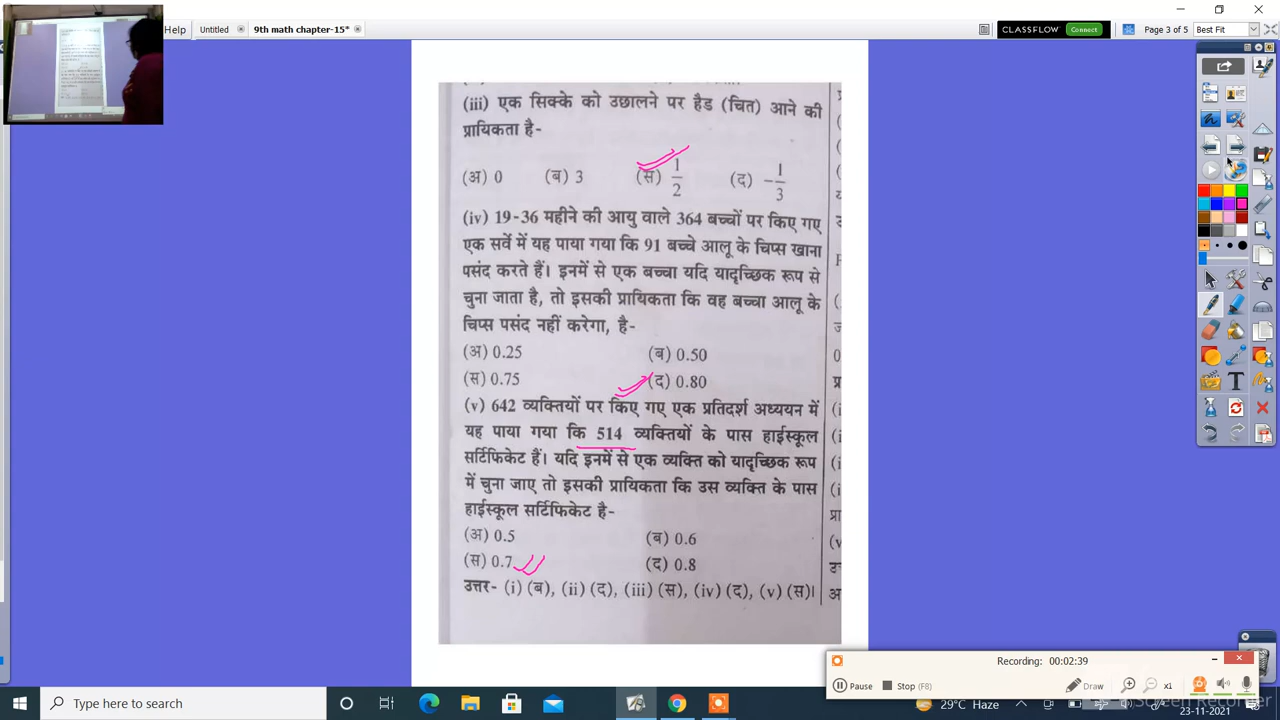 Help
Untitled
9th math chapter-15*
CLASSFLOW
Connect
Page 3 of 5
Best Fit
(iii) एक सिक्के को उछालने पर हेड (चित) आने की
प्रायिकता है-
(अ) 0 (ब) 3 (स) 1/2 (द) -1/3
(iv) 19-36 महीने की आयु वाले 364 बच्चों पर किए गए
एक सर्वे में यह पाया गया कि 91 बच्चे आलू के चिप्स खाना
पसंद करते हैं। इनमें से एक बच्चा यदि यादृच्छिक रूप से
चुना जाता है, तो इसकी प्रायिकता कि वह बच्चा आलू के
चिप्स पसंद नहीं करेगा, है-
(अ) 0.25 (ब) 0.50
(स) 0.75 (द) 0.80
(v) 642 व्यक्तियों पर किए गए एक प्रतिदर्श अध्ययन में
यह पाया गया कि 514 व्यक्तियों के पास हाईस्कूल
सर्टिफिकेट हैं। यदि इनमें से एक व्यक्ति को यादृच्छिक रूप
में चुना जाए तो इसकी प्रायिकता कि उस व्यक्ति के पास
हाईस्कूल सर्टिफिकेट है-
(अ) 0.5 (ब) 0.6
(स) 0.7 (द) 0.8
उत्तर- (i) (ब), (ii) (द), (iii) (स), (iv) (द), (v) (स)।
Recording: 00:02:39
Pause
Stop (F8)
Draw
x1
Screen Recorder
Type here to search
29°C Haze
23-11-2021